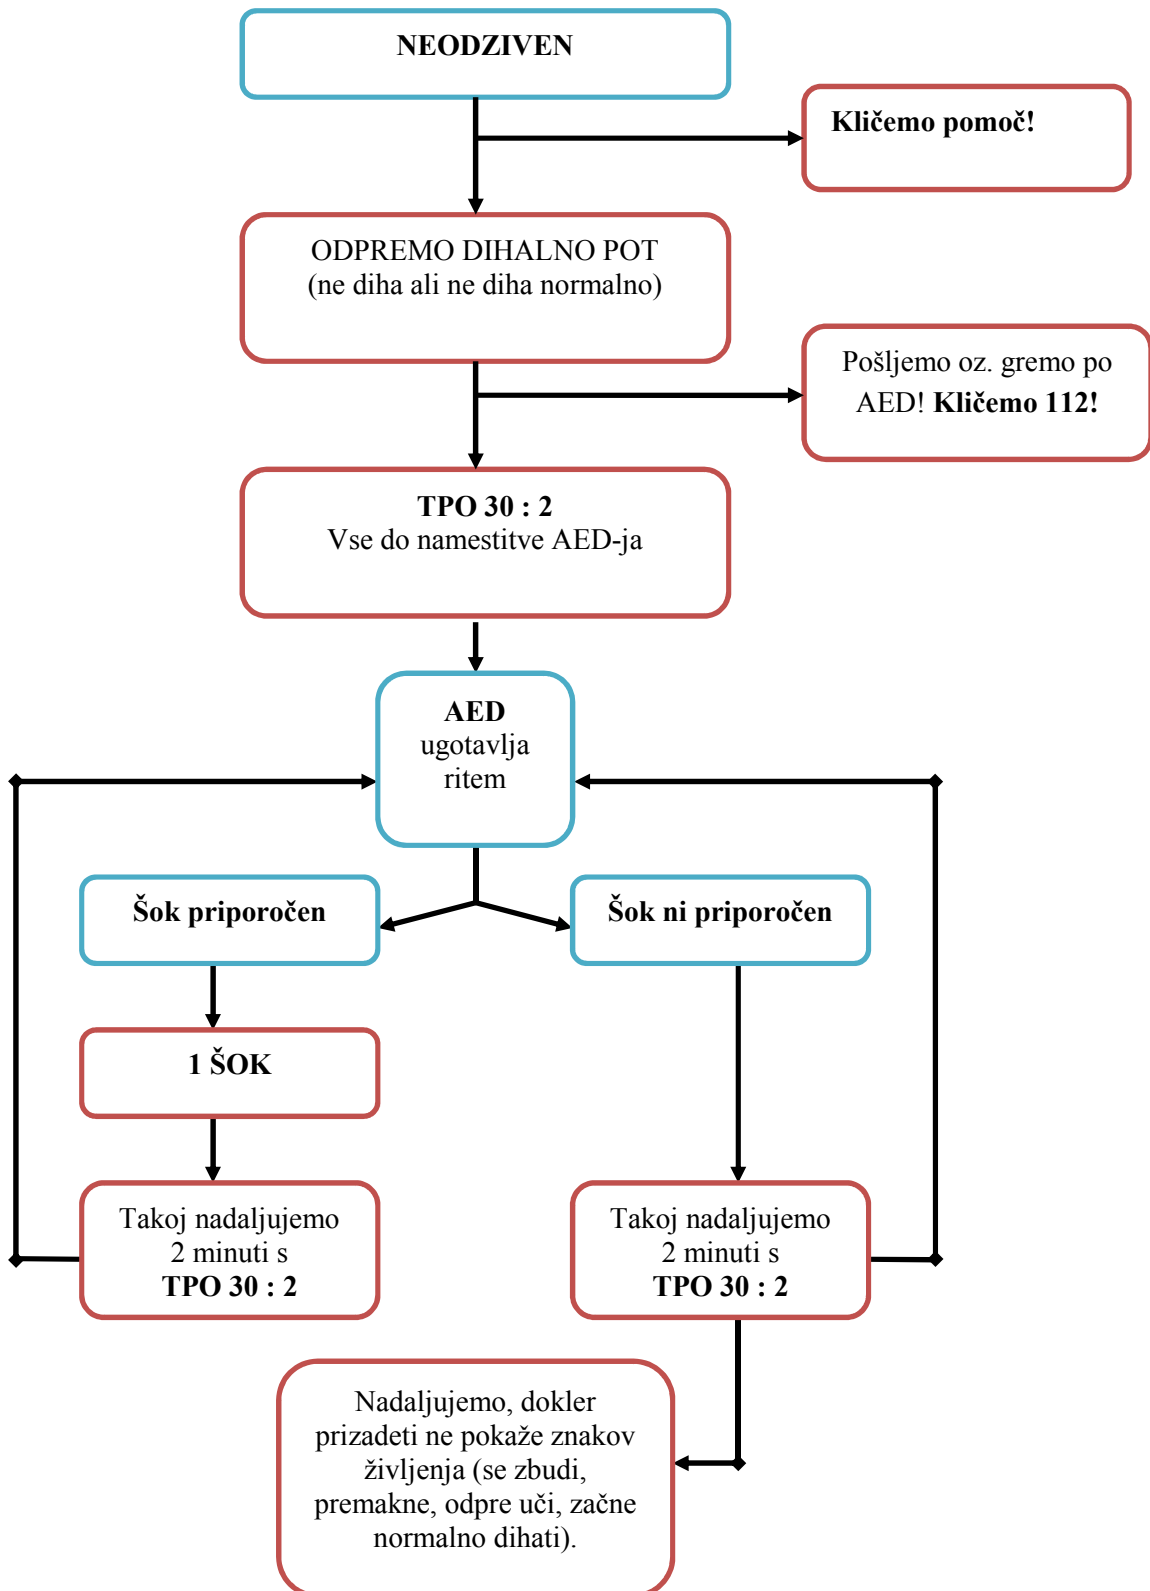 NEODZIVEN
Kličemo pomoč!
ODPREMO DIHALNO POT
(ne diha ali ne diha normalno)
Pošljemo oz. gremo po
AED! Kličemo 112!
TPO 30 : 2
Vse do namestitve AED-ja
AED
ugotavlja
ritem
Šok priporočen
Šok ni priporočen
1 ŠOK
Takoj nadaljujemo
2 minuti s
TPO 30 : 2
Takoj nadaljujemo
2 minuti s
TPO 30 : 2
Nadaljujemo, dokler
prizadeti ne pokaže znakov
življenja (se zbudi,
premakne, odpre uči, začne
normalno dihati).